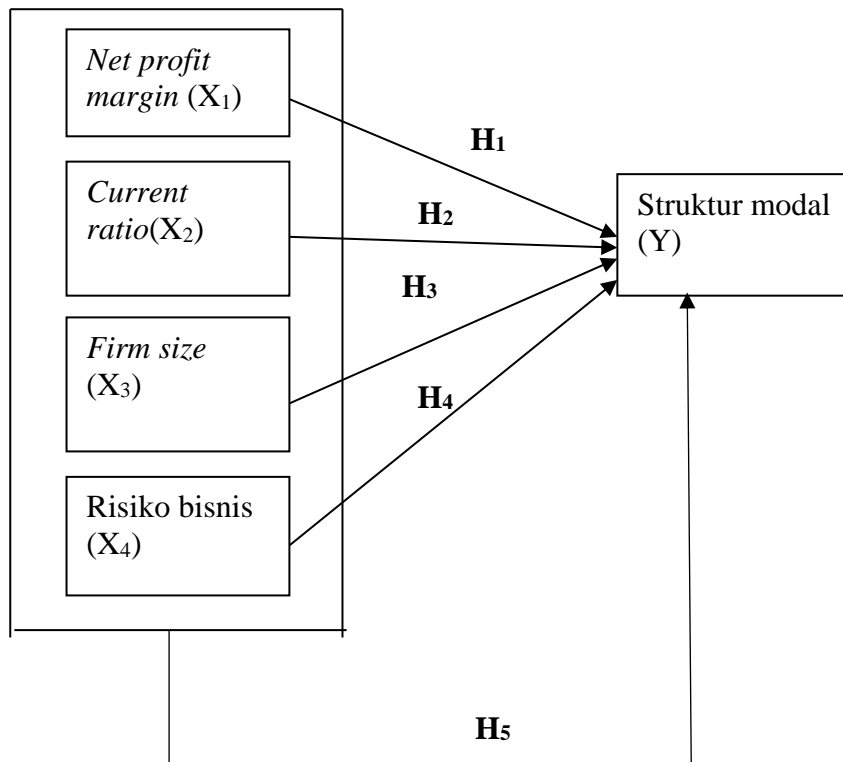 Net profit
margin (X₁)
H₁
Current
ratio(X₂)
H₂
Struktur modal
(Y)
H₃
Firm size
(X₃)
H₄
Risiko bisnis
(X₄)
H₅